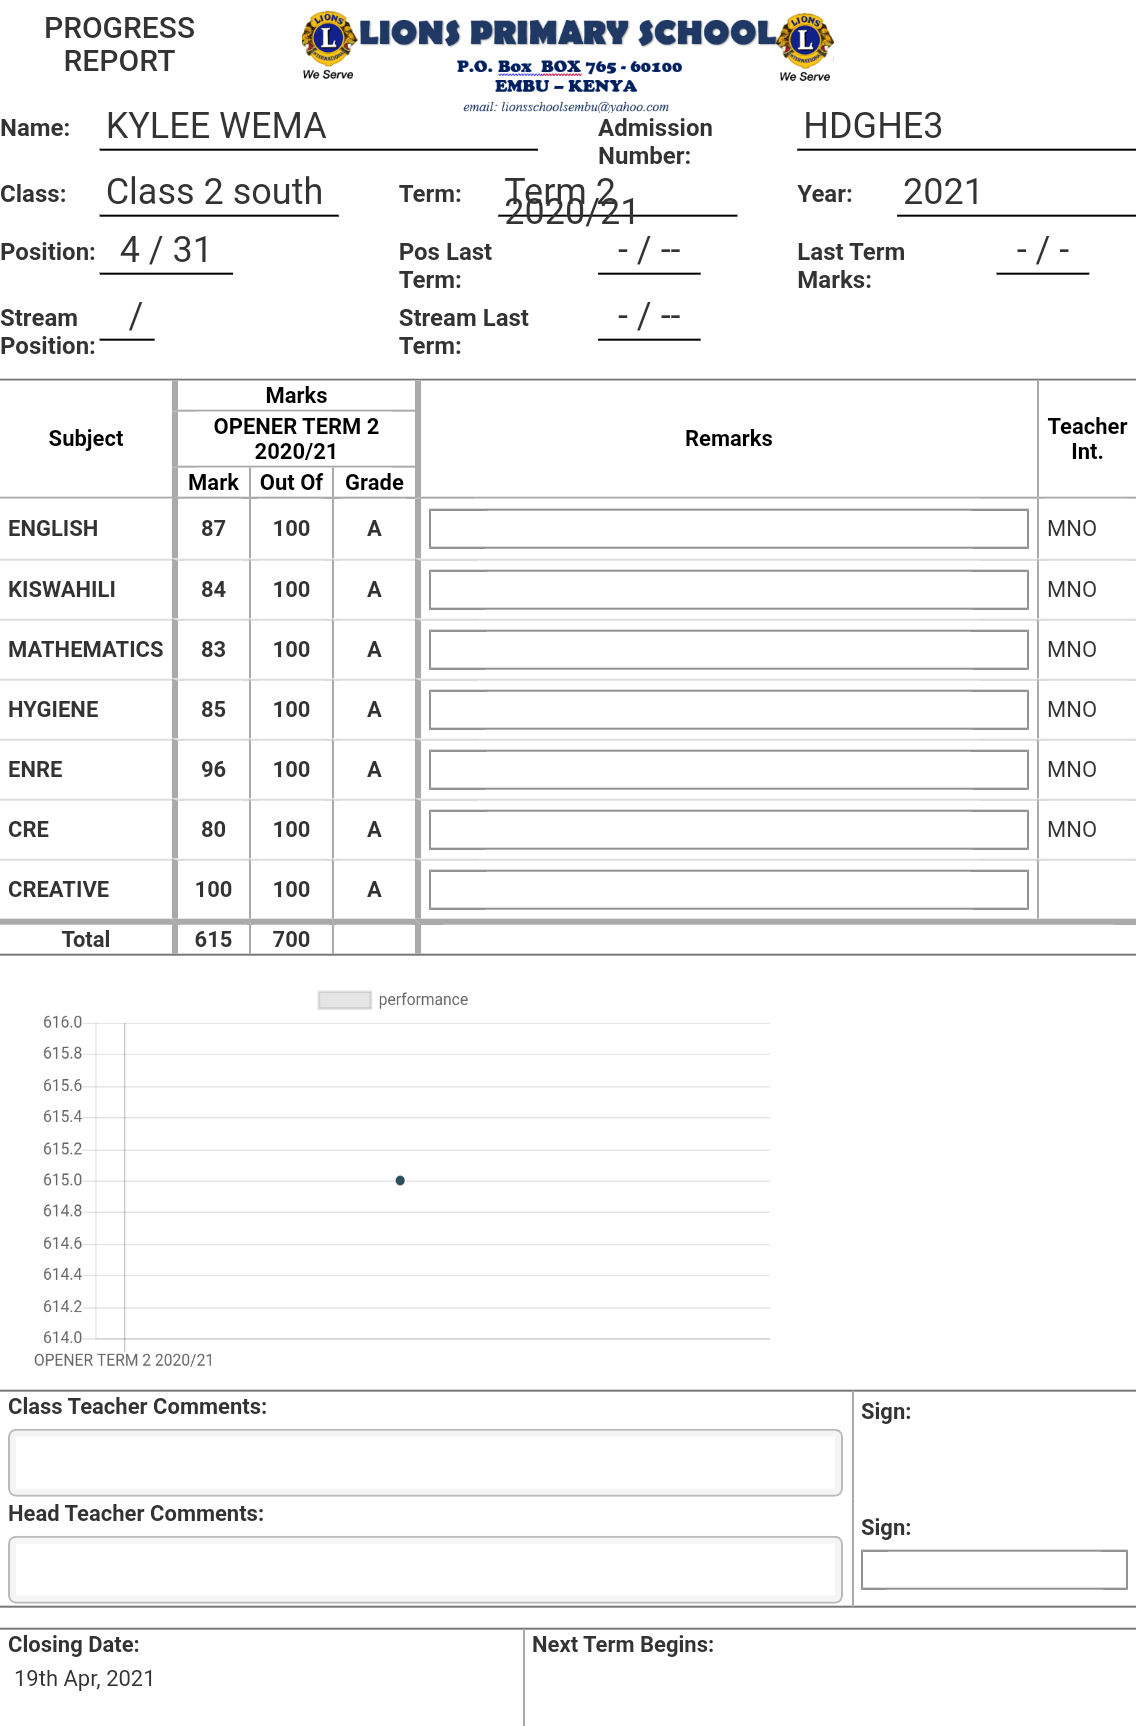 PROGRESS
REPORT
LIONS PRIMARY SCHOOL
We Serve
We Serve
P.O. Box BOX 765 - 60100
EMBU – KENYA
email: lionsschoolsembu@yahoo.com
Name: KYLEE WEMA Admission Number: HDGHE3
Class: Class 2 south Term: Term 2 2020/21 Year: 2021
Position: 4 / 31 Pos Last Term: - / -- Last Term Marks: - / -
Stream Position: / Stream Last Term: - / --
Subject Marks Remarks Teacher Int.
OPENER TERM 2 2020/21
Mark Out Of Grade
ENGLISH 87 100 A MNO
KISWAHILI 84 100 A MNO
MATHEMATICS 83 100 A MNO
HYGIENE 85 100 A MNO
ENRE 96 100 A MNO
CRE 80 100 A MNO
CREATIVE 100 100 A
Total 615 700
performance
616.0
615.8
615.6
615.4
615.2
615.0
614.8
614.6
614.4
614.2
614.0
OPENER TERM 2 2020/21
Class Teacher Comments: Sign:
Head Teacher Comments: Sign:
Closing Date: Next Term Begins:
19th Apr, 2021